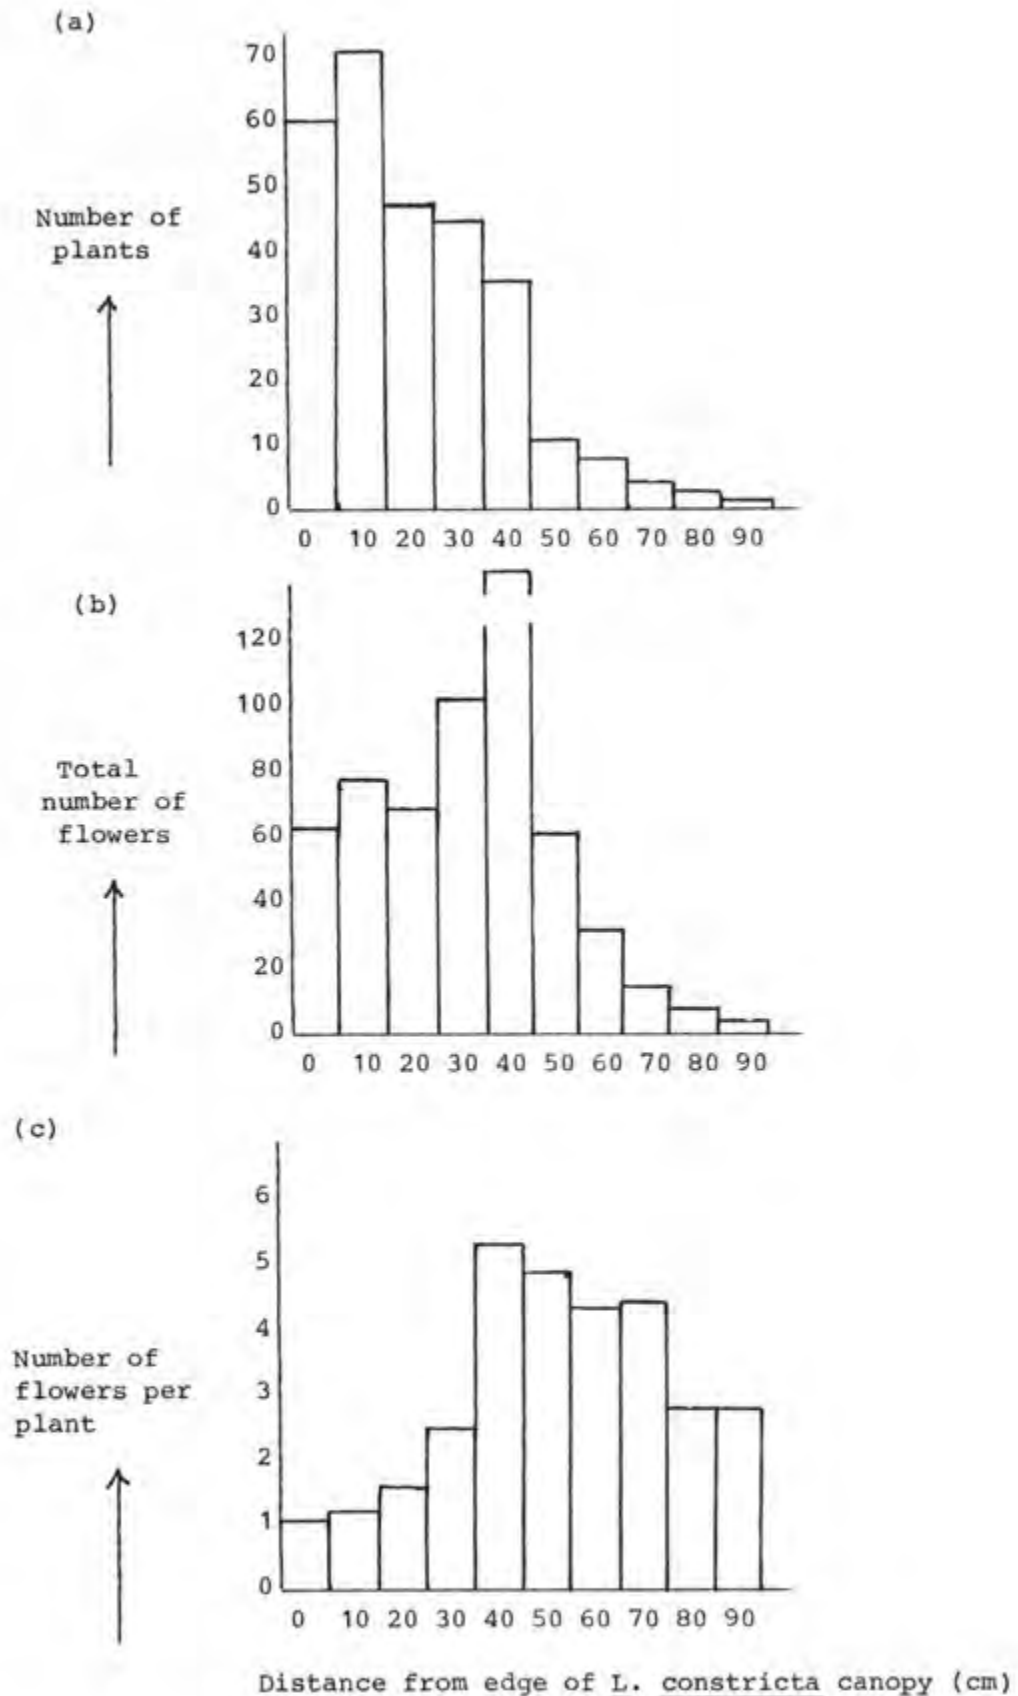 (a)
70
60
50
40
30
20
10
0
Number of
plants
0 10 20 30 40 50 60 70 80 90
(b)
120
100
80
60
40
20
0
Total
number of
flowers
0 10 20 30 40 50 60 70 80 90
(c)
6
5
4
3
2
1
0
Number of
flowers per
plant
0 10 20 30 40 50 60 70 80 90
Distance from edge of L. constricta canopy (cm)